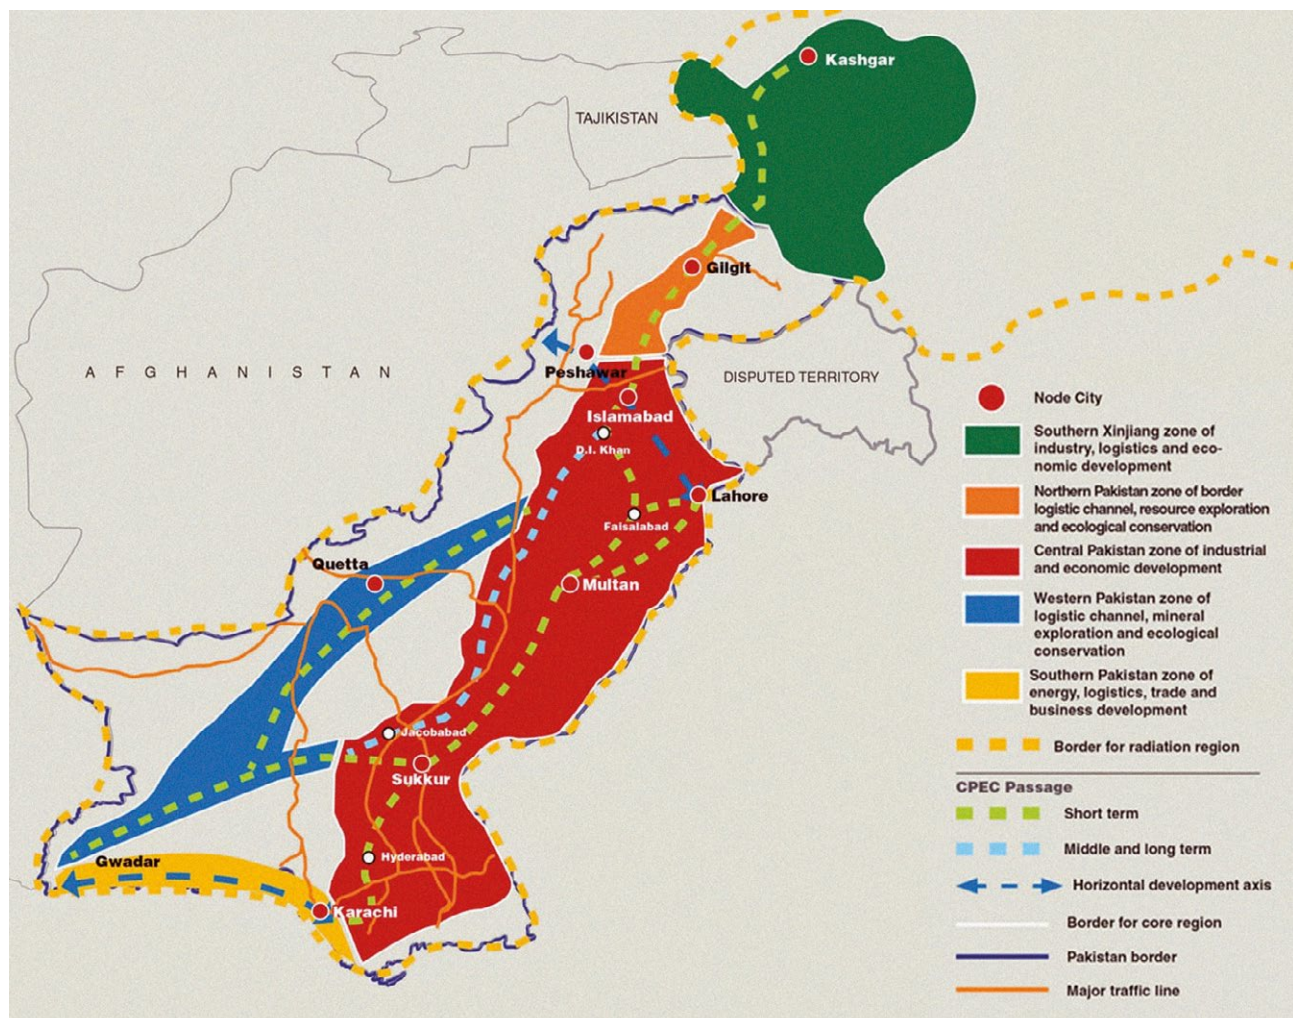 Kashgar
TAJIKISTAN
Gilgit
A F G H A N I S T A N
Peshawar
DISPUTED TERRITORY
Islamabad
D.I. Khan
Lahore
Faisalabad
Quetta
Multan
Jacobabad
Sukkur
Hyderabad
Gwadar
Karachi
Node City
Southern Xinjiang zone of
industry, logistics and eco-
nomic development
Northern Pakistan zone of border
logistic channel, resource exploration
and ecological conservation
Central Pakistan zone of industrial
and economic development
Western Pakistan zone of
logistic channel, mineral
exploration and ecological
conservation
Southern Pakistan zone of
energy, logistics, trade and
business development
Border for radiation region
CPEC Passage
Short term
Middle and long term
Horizontal development axis
Border for core region
Pakistan border
Major traffic line